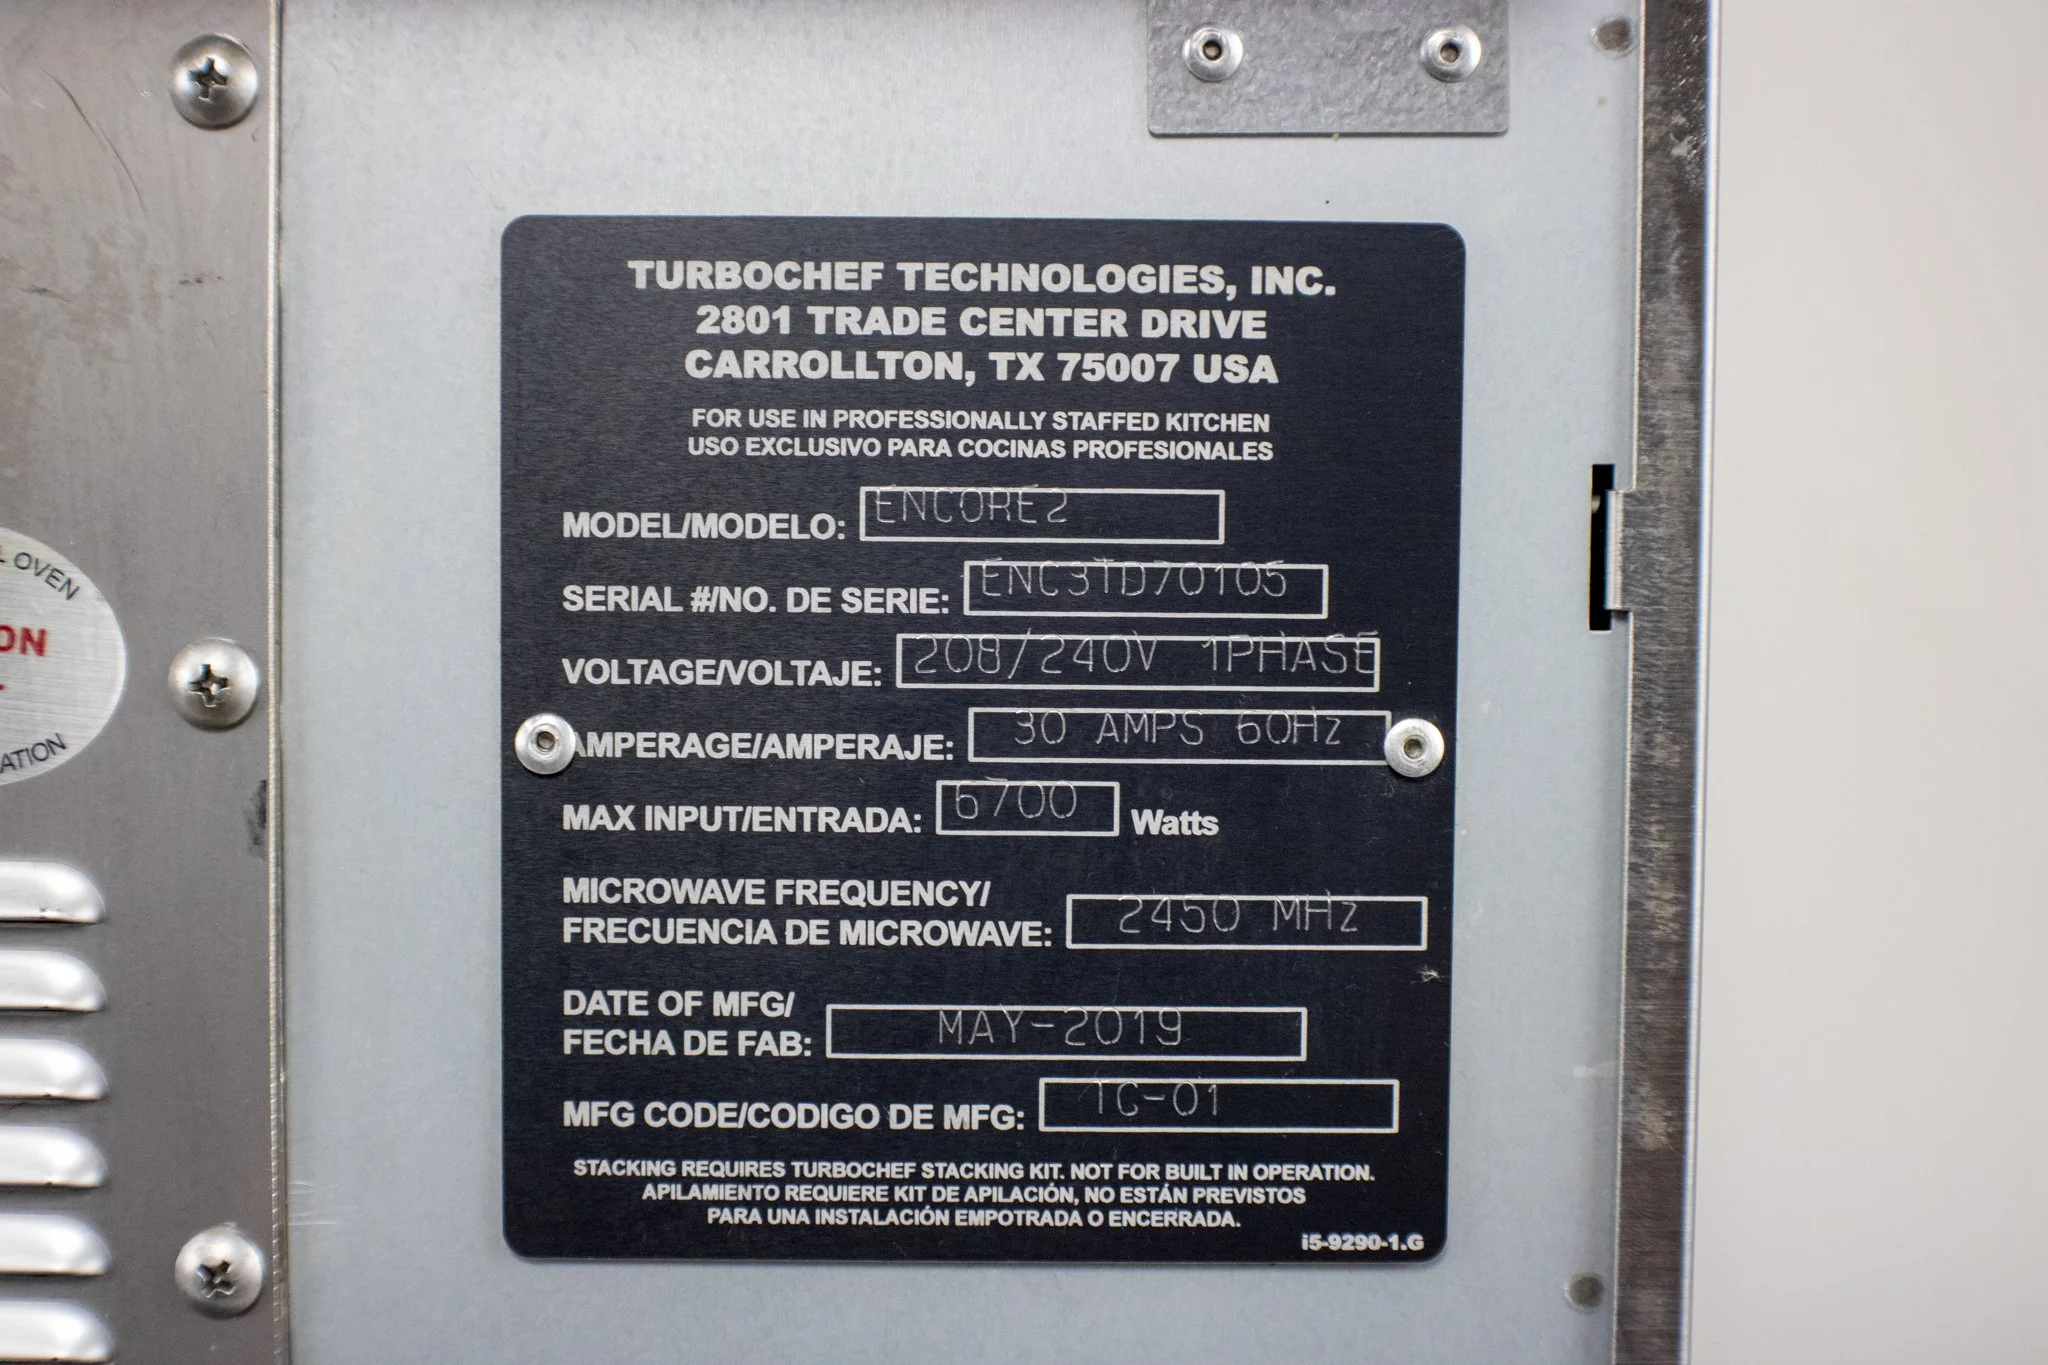 TURBOCHEF TECHNOLOGIES, INC.
2801 TRADE CENTER DRIVE
CARROLLTON, TX 75007 USA
FOR USE IN PROFESSIONALLY STAFFED KITCHEN
USO EXCLUSIVO PARA COCINAS PROFESIONALES
MODEL/MODELO: ENCORE2
SERIAL #/NO. DE SERIE: ENC3TD70105
VOLTAGE/VOLTAJE: 208/240V 1PHASE
AMPERAGE/AMPERAJE: 30 AMPS 60Hz
MAX INPUT/ENTRADA: 6700 Watts
MICROWAVE FREQUENCY/
FRECUENCIA DE MICROWAVE: 2450 MHz
DATE OF MFG/
FECHA DE FAB: MAY-2019
MFG CODE/CODIGO DE MFG: TC-01
STACKING REQUIRES TURBOCHEF STACKING KIT. NOT FOR BUILT IN OPERATION.
APILAMIENTO REQUIERE KIT DE APILACIÓN, NO ESTÁN PREVISTOS
PARA UNA INSTALACIÓN EMPOTRADA O ENCERRADA.
i5-9290-1.G
OVEN